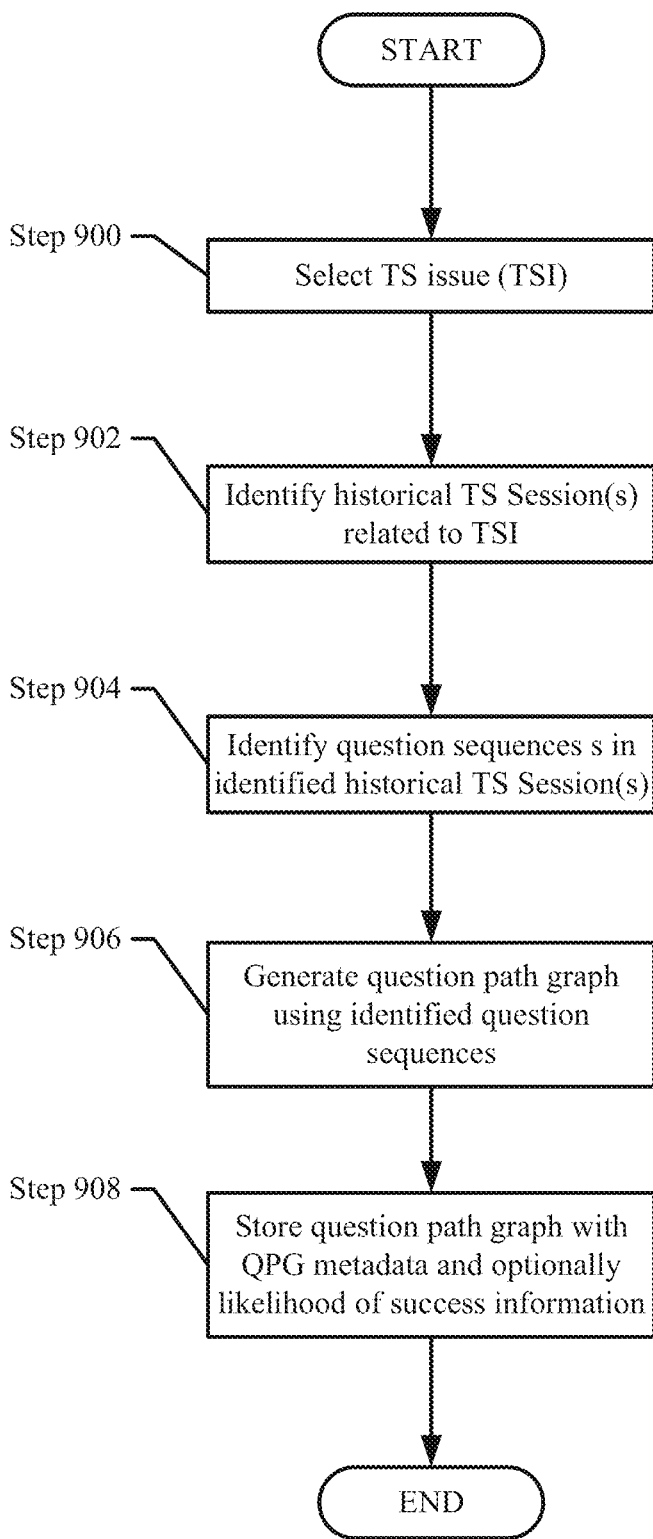 START
Step 900
Select TS issue (TSI)
Step 902
Identify historical TS Session(s)
related to TSI
Step 904
Identify question sequences s in
identified historical TS Session(s)
Step 906
Generate question path graph
using identified question
sequences
Step 908
Store question path graph with
QPG metadata and optionally
likelihood of success information
END